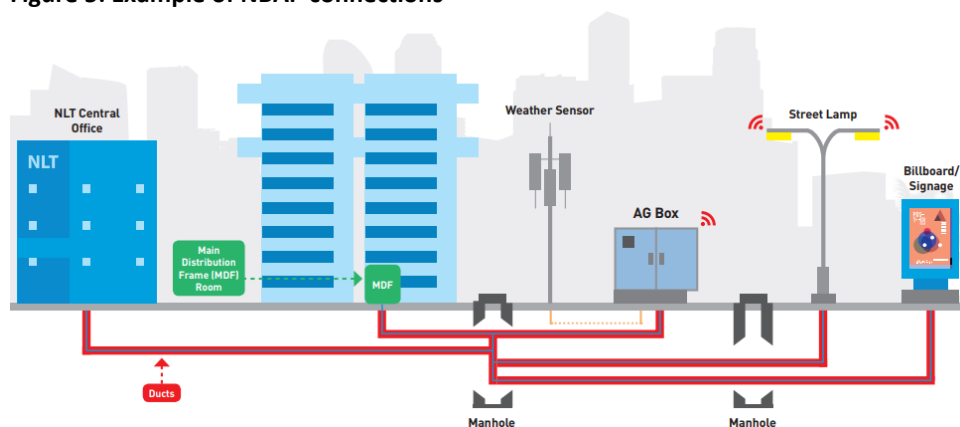 Figure 5: Example of NBAP connections
NLT Central
Office
Weather Sensor
Street Lamp
Billboard/
Signage
NLT
AG Box
Main
Distribution
Frame (MDF)
Room
MDF
Ducts
Manhole
Manhole